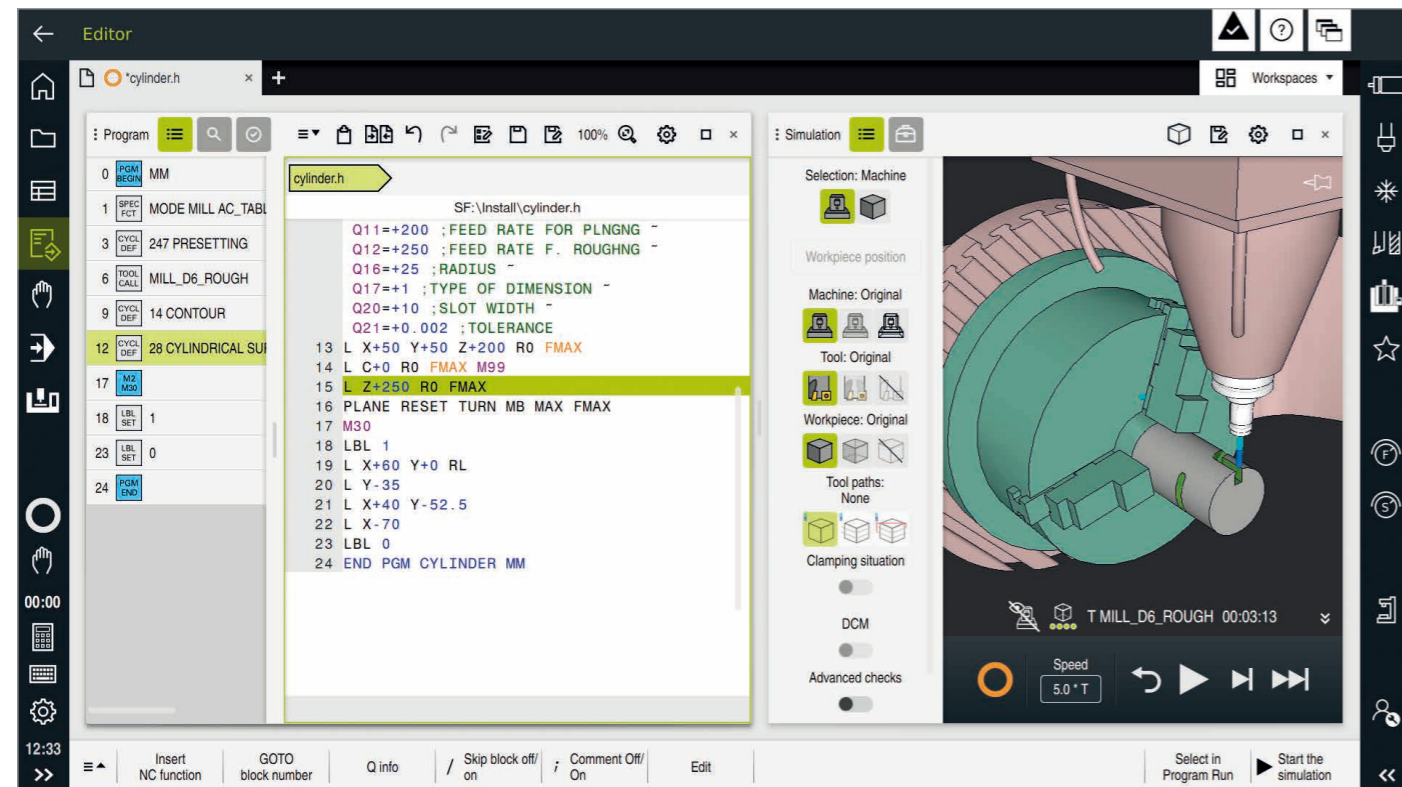 Editor
*cylinder.h
Workspaces
Program
100%
0 PGM BEGIN MM
1 SPEC FCT MODE MILL AC_TABL
3 CYCL DEF 247 PRESETTING
6 TOOL CALL MILL_D6_ROUGH
9 CYCL DEF 14 CONTOUR
12 CYCL DEF 28 CYLINDRICAL SU
17 M2 M30
18 LBL SET 1
23 LBL SET 0
24 PGM END
cylinder.h
SF:\Install\cylinder.h
Q11=+200 ;FEED RATE FOR PLNGNG ~
Q12=+250 ;FEED RATE F. ROUGHNG ~
Q16=+25 ;RADIUS ~
Q17=+1 ;TYPE OF DIMENSION ~
Q20=+10 ;SLOT WIDTH ~
Q21=+0.002 ;TOLERANCE
13 L X+50 Y+50 Z+200 R0 FMAX
14 L C+0 R0 FMAX M99
15 L Z+250 R0 FMAX
16 PLANE RESET TURN MB MAX FMAX
17 M30
18 LBL 1
19 L X+60 Y+0 RL
20 L Y-35
21 L X+40 Y-52.5
22 L X-70
23 LBL 0
24 END PGM CYLINDER MM
Simulation
Selection: Machine
Workpiece position
Machine: Original
Tool: Original
Workpiece: Original
Tool paths:
None
Clamping situation
DCM
Advanced checks
T MILL_D6_ROUGH 00:03:13
Speed
5.0 * T
F
S
00:00
12:33
Insert
NC function
GOTO
block number
Q info
/ Skip block off/
on
; Comment Off/
On
Edit
Select in
Program Run
Start the
simulation